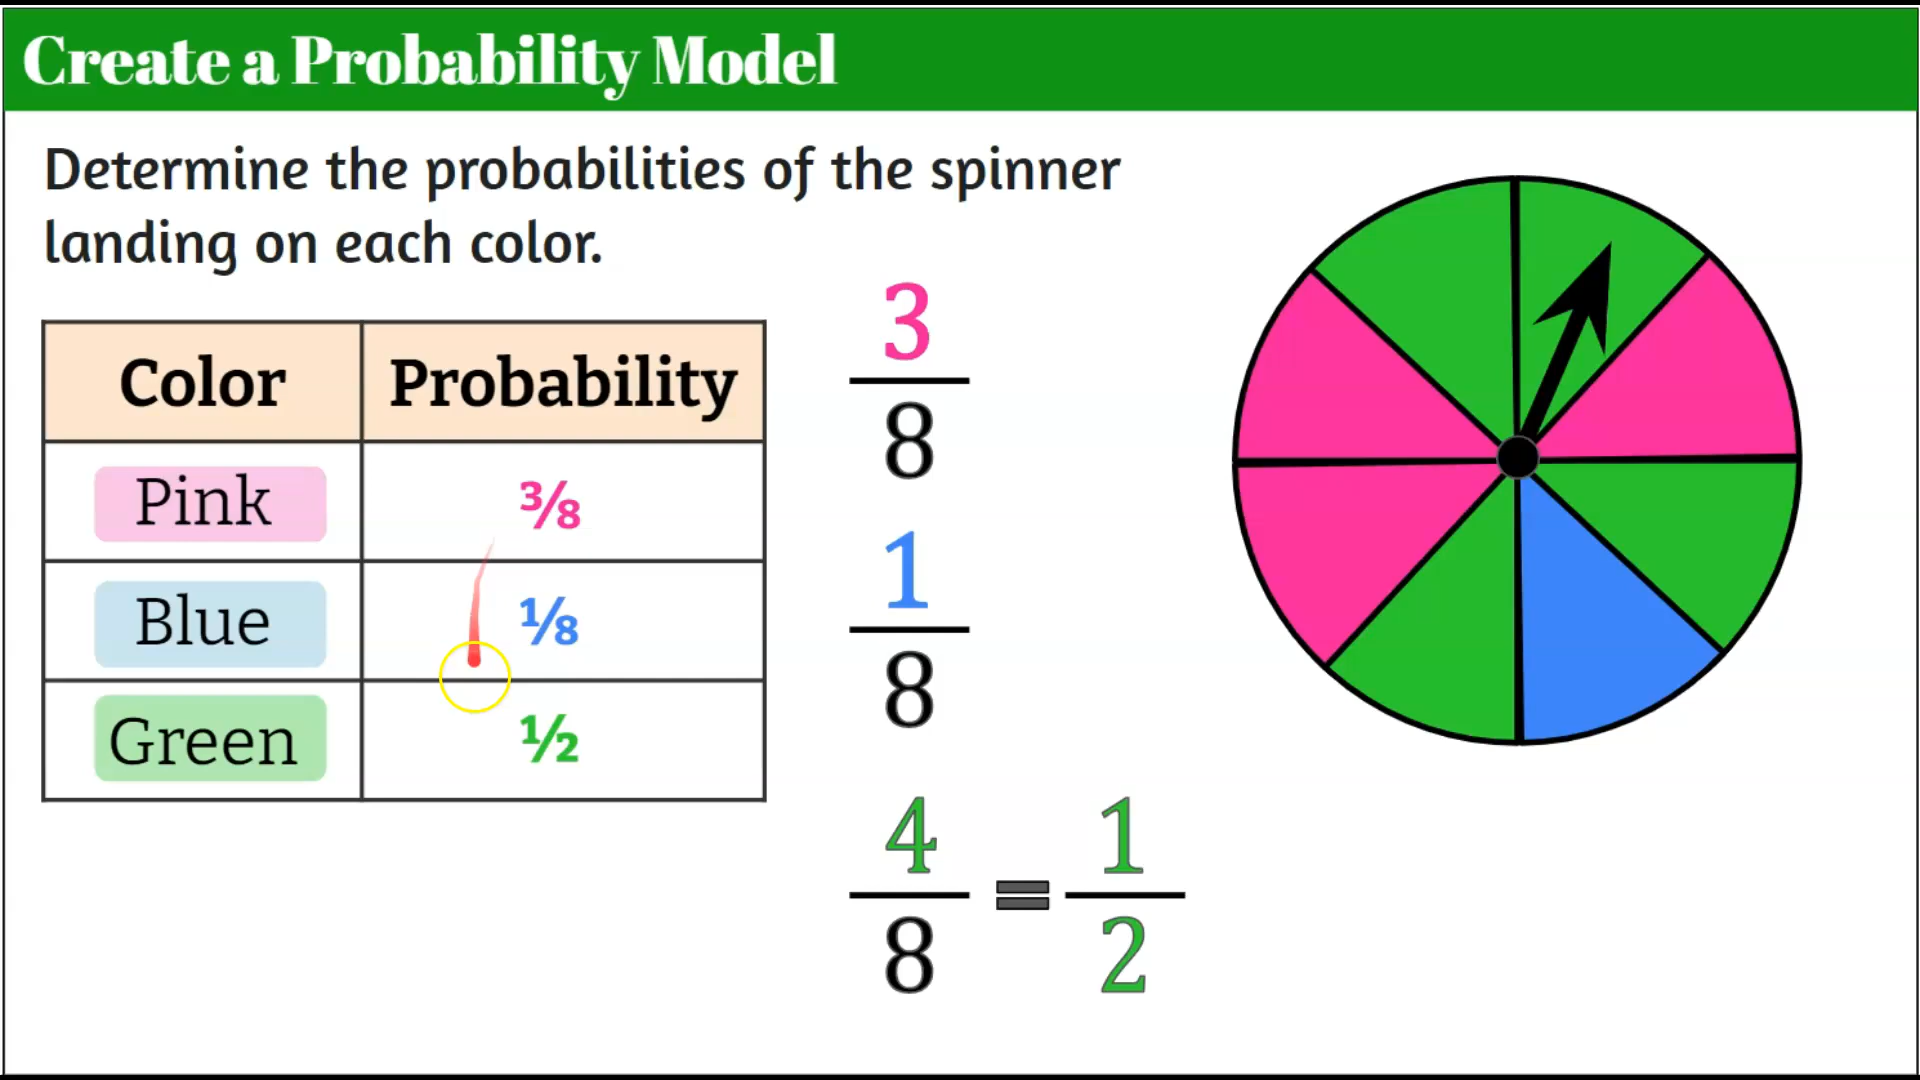 Create a Probability Model
Determine the probabilities of the spinner
landing on each color.
Color Probability
Pink ⅜
Blue ⅛
Green ½
3
8
1
8
4 1
=
8 2